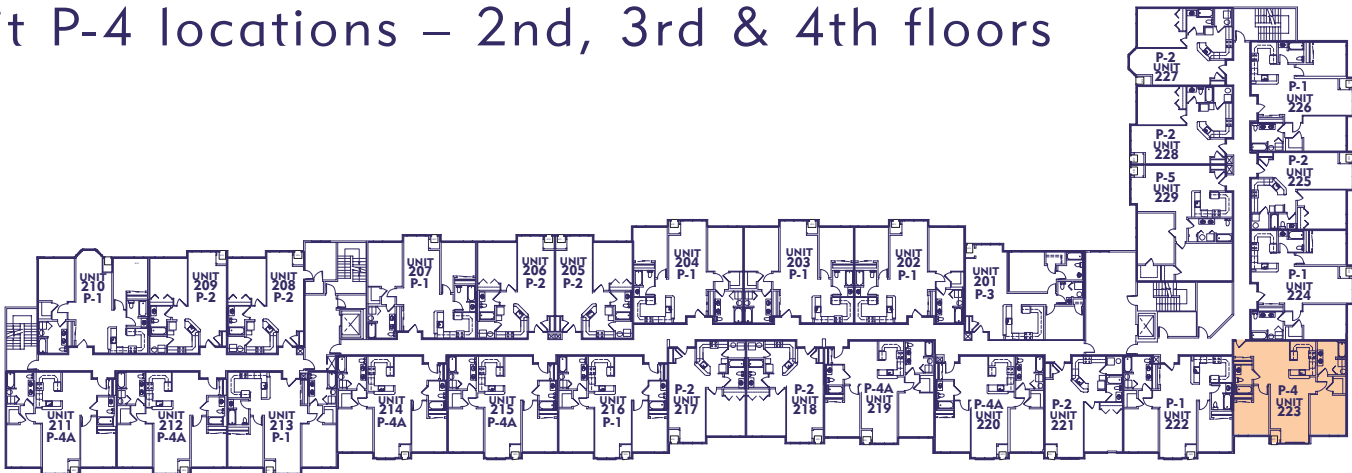 it P-4 locations – 2nd, 3rd & 4th floors
P-2
UNIT
227
P-1
UNIT
226
P-2
UNIT
228
P-2
UNIT
225
P-5
UNIT
229
P-1
UNIT
224
UNIT
210
P-1
UNIT
209
P-2
UNIT
208
P-2
UNIT
207
P-1
UNIT
206
P-2
UNIT
205
P-2
UNIT
204
P-1
UNIT
203
P-1
UNIT
202
P-1
UNIT
201
P-3
UNIT
211
P-4A
UNIT
212
P-4A
UNIT
213
P-1
UNIT
214
P-4A
UNIT
215
P-4A
UNIT
216
P-1
P-2
UNIT
217
P-2
UNIT
218
P-4A
UNIT
219
P-4A
UNIT
220
P-2
UNIT
221
P-1
UNIT
222
P-4
UNIT
223